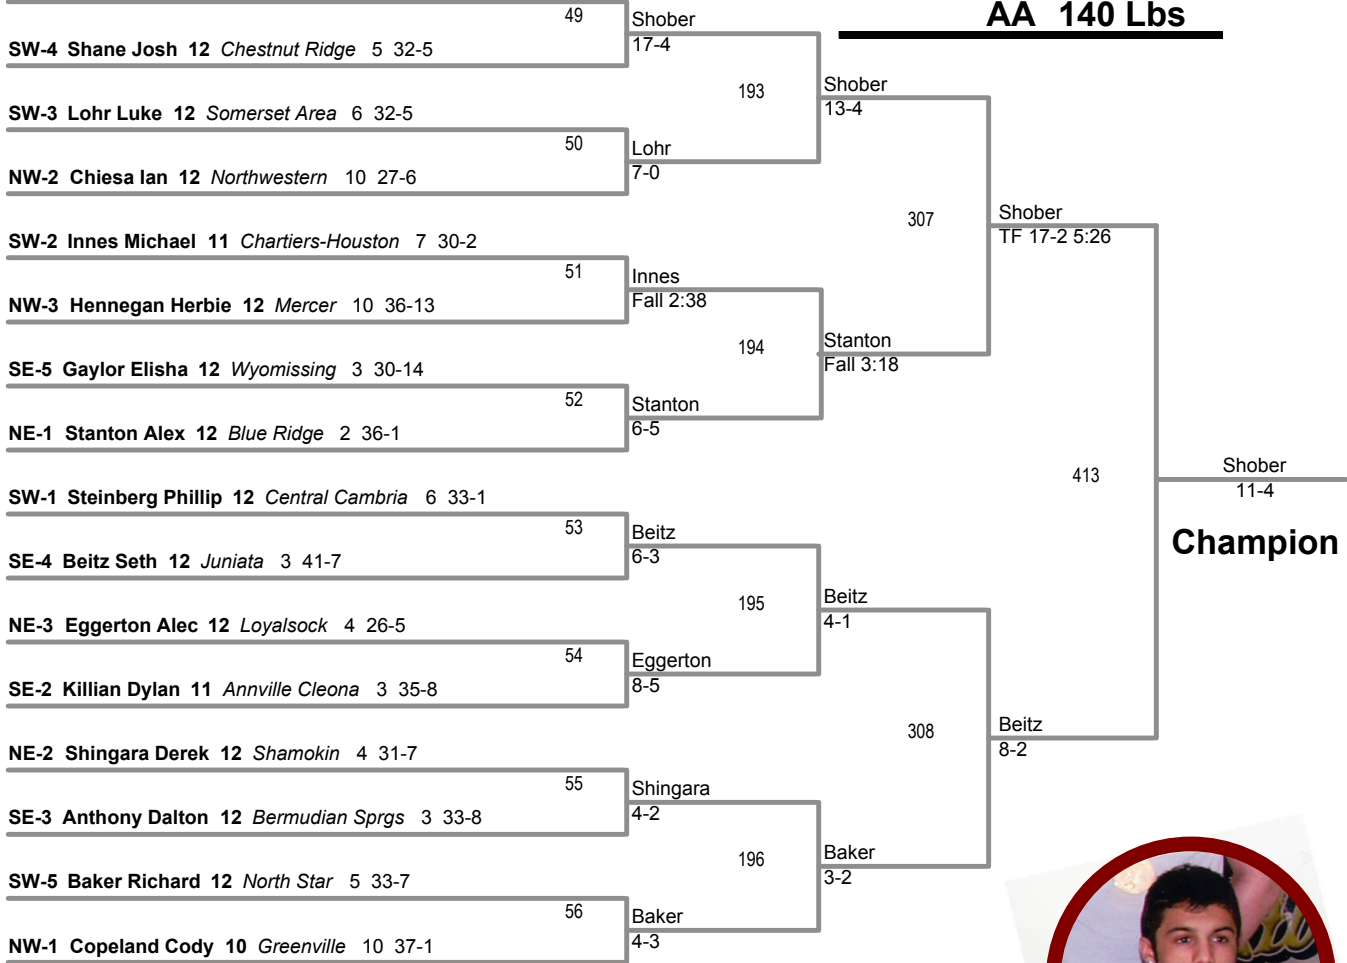 AA 140 Lbs
49
Shober
17-4
SW-4 Shane Josh 12 Chestnut Ridge 5 32-5
193
Shober
13-4
SW-3 Lohr Luke 12 Somerset Area 6 32-5
50
Lohr
7-0
NW-2 Chiesa Ian 12 Northwestern 10 27-6
307
Shober
TF 17-2 5:26
SW-2 Innes Michael 11 Chartiers-Houston 7 30-2
51
Innes
Fall 2:38
NW-3 Hennegan Herbie 12 Mercer 10 36-13
194
Stanton
Fall 3:18
SE-5 Gaylor Elisha 12 Wyomissing 3 30-14
52
Stanton
6-5
NE-1 Stanton Alex 12 Blue Ridge 2 36-1
413
Shober
11-4
Champion
SW-1 Steinberg Phillip 12 Central Cambria 6 33-1
53
Beitz
6-3
SE-4 Beitz Seth 12 Juniata 3 41-7
195
Beitz
4-1
NE-3 Eggerton Alec 12 Loyalsock 4 26-5
54
Eggerton
8-5
SE-2 Killian Dylan 11 Annville Cleona 3 35-8
308
Beitz
8-2
NE-2 Shingara Derek 12 Shamokin 4 31-7
55
Shingara
4-2
SE-3 Anthony Dalton 12 Bermudian Sprgs 3 33-8
196
Baker
3-2
SW-5 Baker Richard 12 North Star 5 33-7
56
Baker
4-3
NW-1 Copeland Cody 10 Greenville 10 37-1